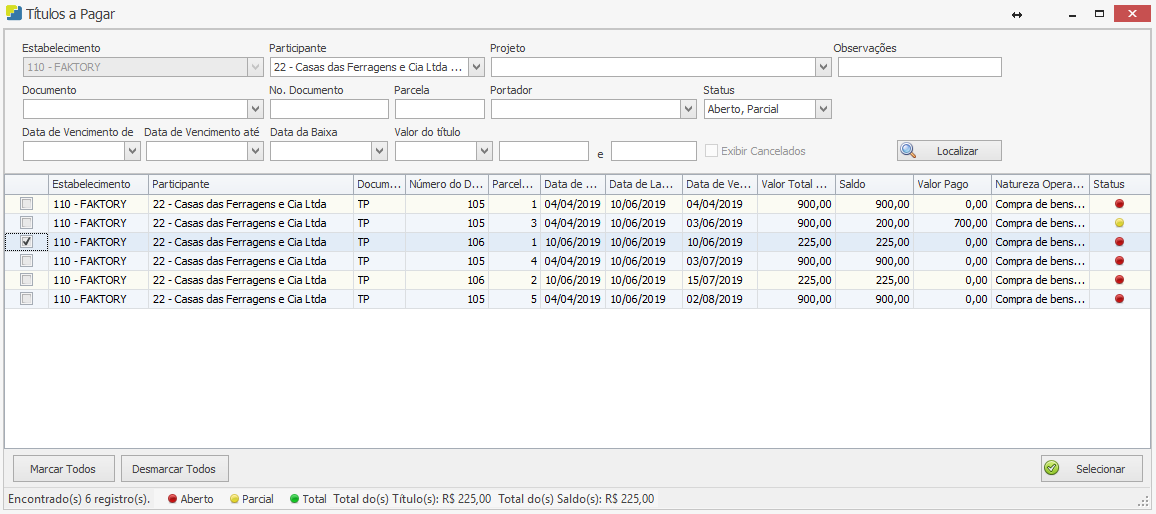 Títulos a Pagar
Estabelecimento Participante Projeto Observações
110 - FAKTORY 22 - Casas das Ferragens e Cia Ltda ...
Documento No. Documento Parcela Portador Status
Aberto, Parcial
Data de Vencimento de Data de Vencimento até Data da Baixa Valor do título
e Exibir Cancelados Localizar
Estabelecimento Participante Docum... Número do D... Parcel... Data de ... Data de La... Data de Ve... Valor Total ... Saldo Valor Pago Natureza Opera... Status
110 - FAKTORY 22 - Casas das Ferragens e Cia Ltda TP 105 1 04/04/2019 10/06/2019 04/04/2019 900,00 900,00 0,00 Compra de bens...
110 - FAKTORY 22 - Casas das Ferragens e Cia Ltda TP 105 3 04/04/2019 10/06/2019 03/06/2019 900,00 200,00 700,00 Compra de bens...
110 - FAKTORY 22 - Casas das Ferragens e Cia Ltda TP 106 1 10/06/2019 10/06/2019 10/06/2019 225,00 225,00 0,00 Compra de bens...
110 - FAKTORY 22 - Casas das Ferragens e Cia Ltda TP 105 4 04/04/2019 10/06/2019 03/07/2019 900,00 900,00 0,00 Compra de bens...
110 - FAKTORY 22 - Casas das Ferragens e Cia Ltda TP 106 2 10/06/2019 10/06/2019 15/07/2019 225,00 225,00 0,00 Compra de bens...
110 - FAKTORY 22 - Casas das Ferragens e Cia Ltda TP 105 5 04/04/2019 10/06/2019 02/08/2019 900,00 900,00 0,00 Compra de bens...
Marcar Todos Desmarcar Todos Selecionar
Encontrado(s) 6 registro(s). Aberto Parcial Total Total do(s) Título(s): R$ 225,00 Total do(s) Saldo(s): R$ 225,00